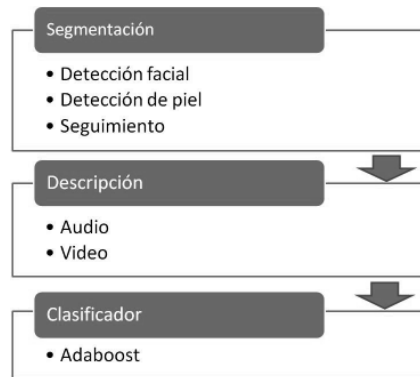 Segmentación
• Detección facial
• Detección de piel
• Seguimiento
Descripción
• Audio
• Video
Clasificador
• Adaboost